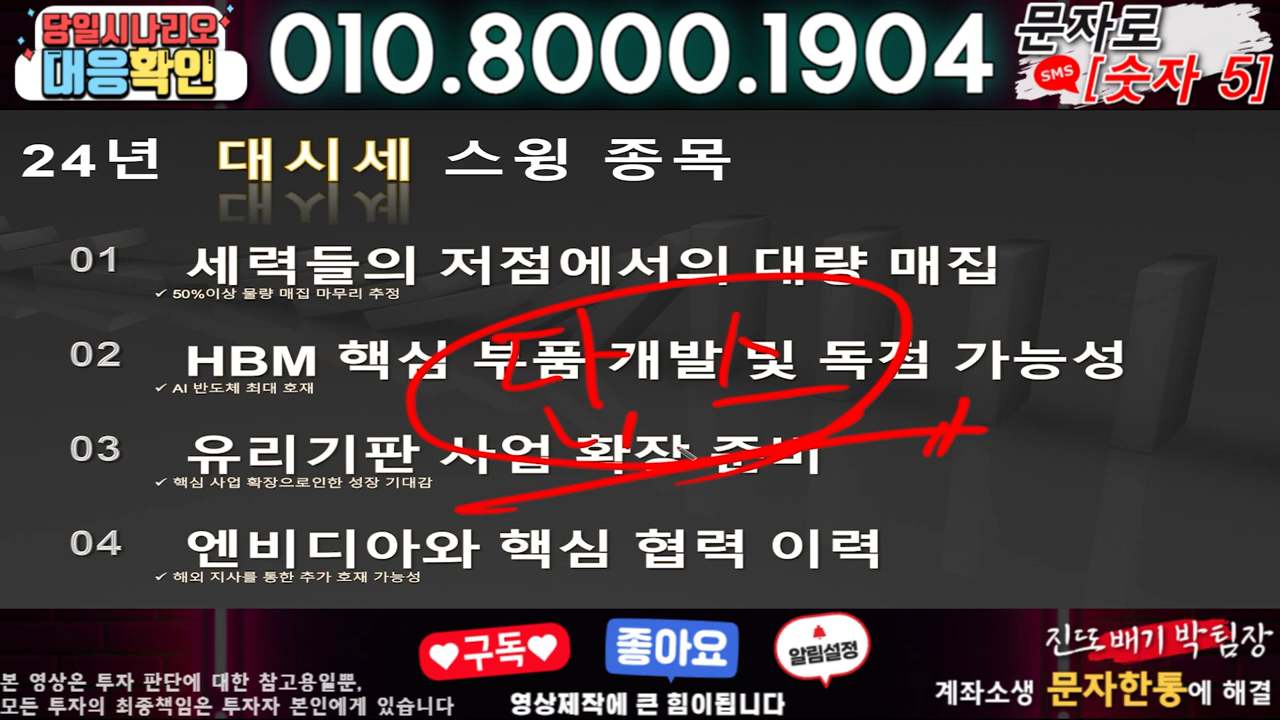 당일시나리오
대응확인
010.8000.1904
문자로
SMS [숫자 5]
24년 대시세 스윙 종목
01 세력들의 저점에서의 대량 매집
✓ 50%이상 물량 매집 마무리 추정
02 HBM 핵심 부품 개발 및 독점 가능성
✓ AI 반도체 최대 호재
탑스
03 유리기판 사업 확장 준비
✓ 핵심 사업 확장으로인한 성장 기대감
04 엔비디아와 핵심 협력 이력
✓ 해외 지사를 통한 추가 호재 가능성
구독
좋아요
알림설정
진또배기 박팀장
본 영상은 투자 판단에 대한 참고용일뿐,
모든 투자의 최종책임은 투자자 본인에게 있습니다
영상제작에 큰 힘이됩니다
계좌소생 문자한통에 해결